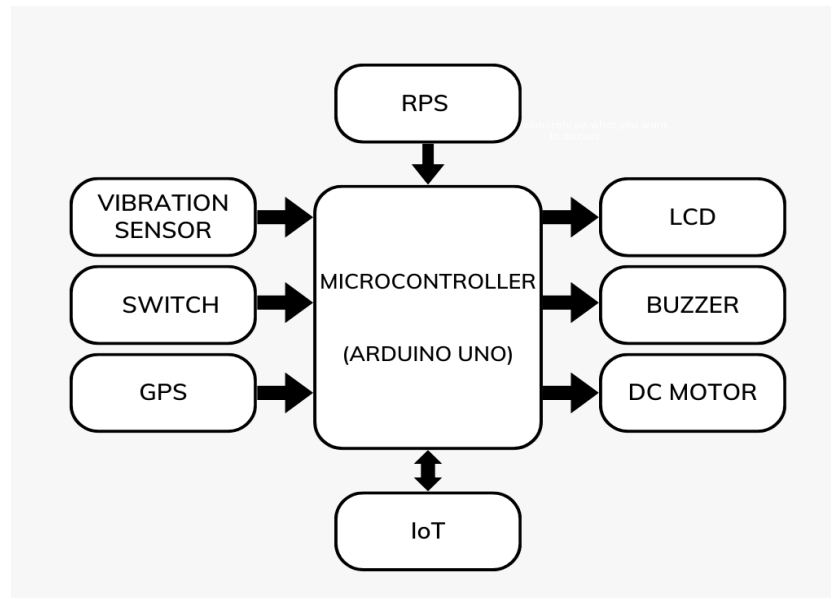 RPS
VIBRATION
SENSOR
LCD
MICROCONTROLLER
SWITCH
BUZZER
(ARDUINO UNO)
GPS
DC MOTOR
IoT